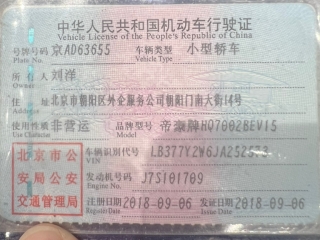 中华人民共和国机动车行驶证
Vehicle License of the People's Republic of China
号牌号码 京AD63655 车辆类型 小型轿车
Plate No. Vehicle Type
所有人 刘洋
Owner
住址 北京市朝阳区外企服务公司朝阳门南大街14号
Address
使用性质 非营运 品牌型号 帝豪牌HQ7002BEV15
Use Character Model
北京市公 车辆识别代号 LB377Y2W6JA252573
VIN
安局公安 发动机号码 J7S101709
Engine No.
交通管理局 注册日期 2018-09-06 发证日期 2018-09-06
Register Date Issue Date